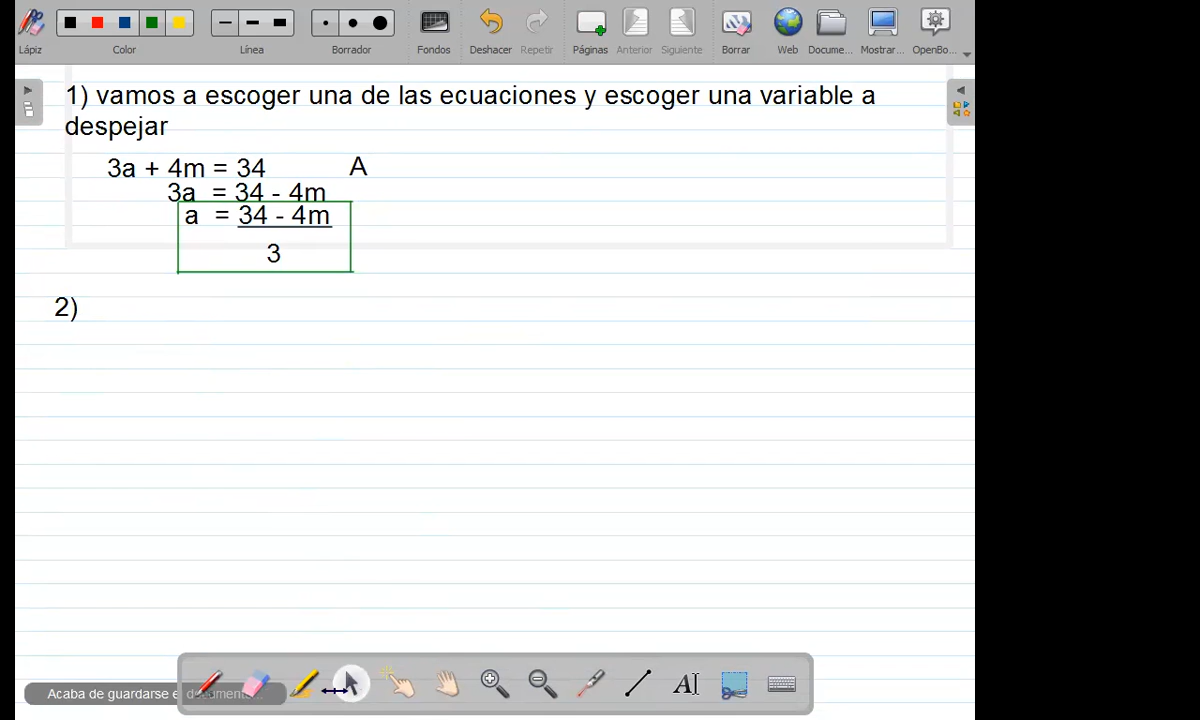 Lápiz Color Línea Borrador Fondos Deshacer Repetir Páginas Anterior Siguiente Borrar Web Docume... Mostrar... OpenBo...
1) vamos a escoger una de las ecuaciones y escoger una variable a
despejar
3a + 4m = 34 A
3a = 34 - 4m
a = 34 - 4m
3
2)
Acaba de guardarse el documento...